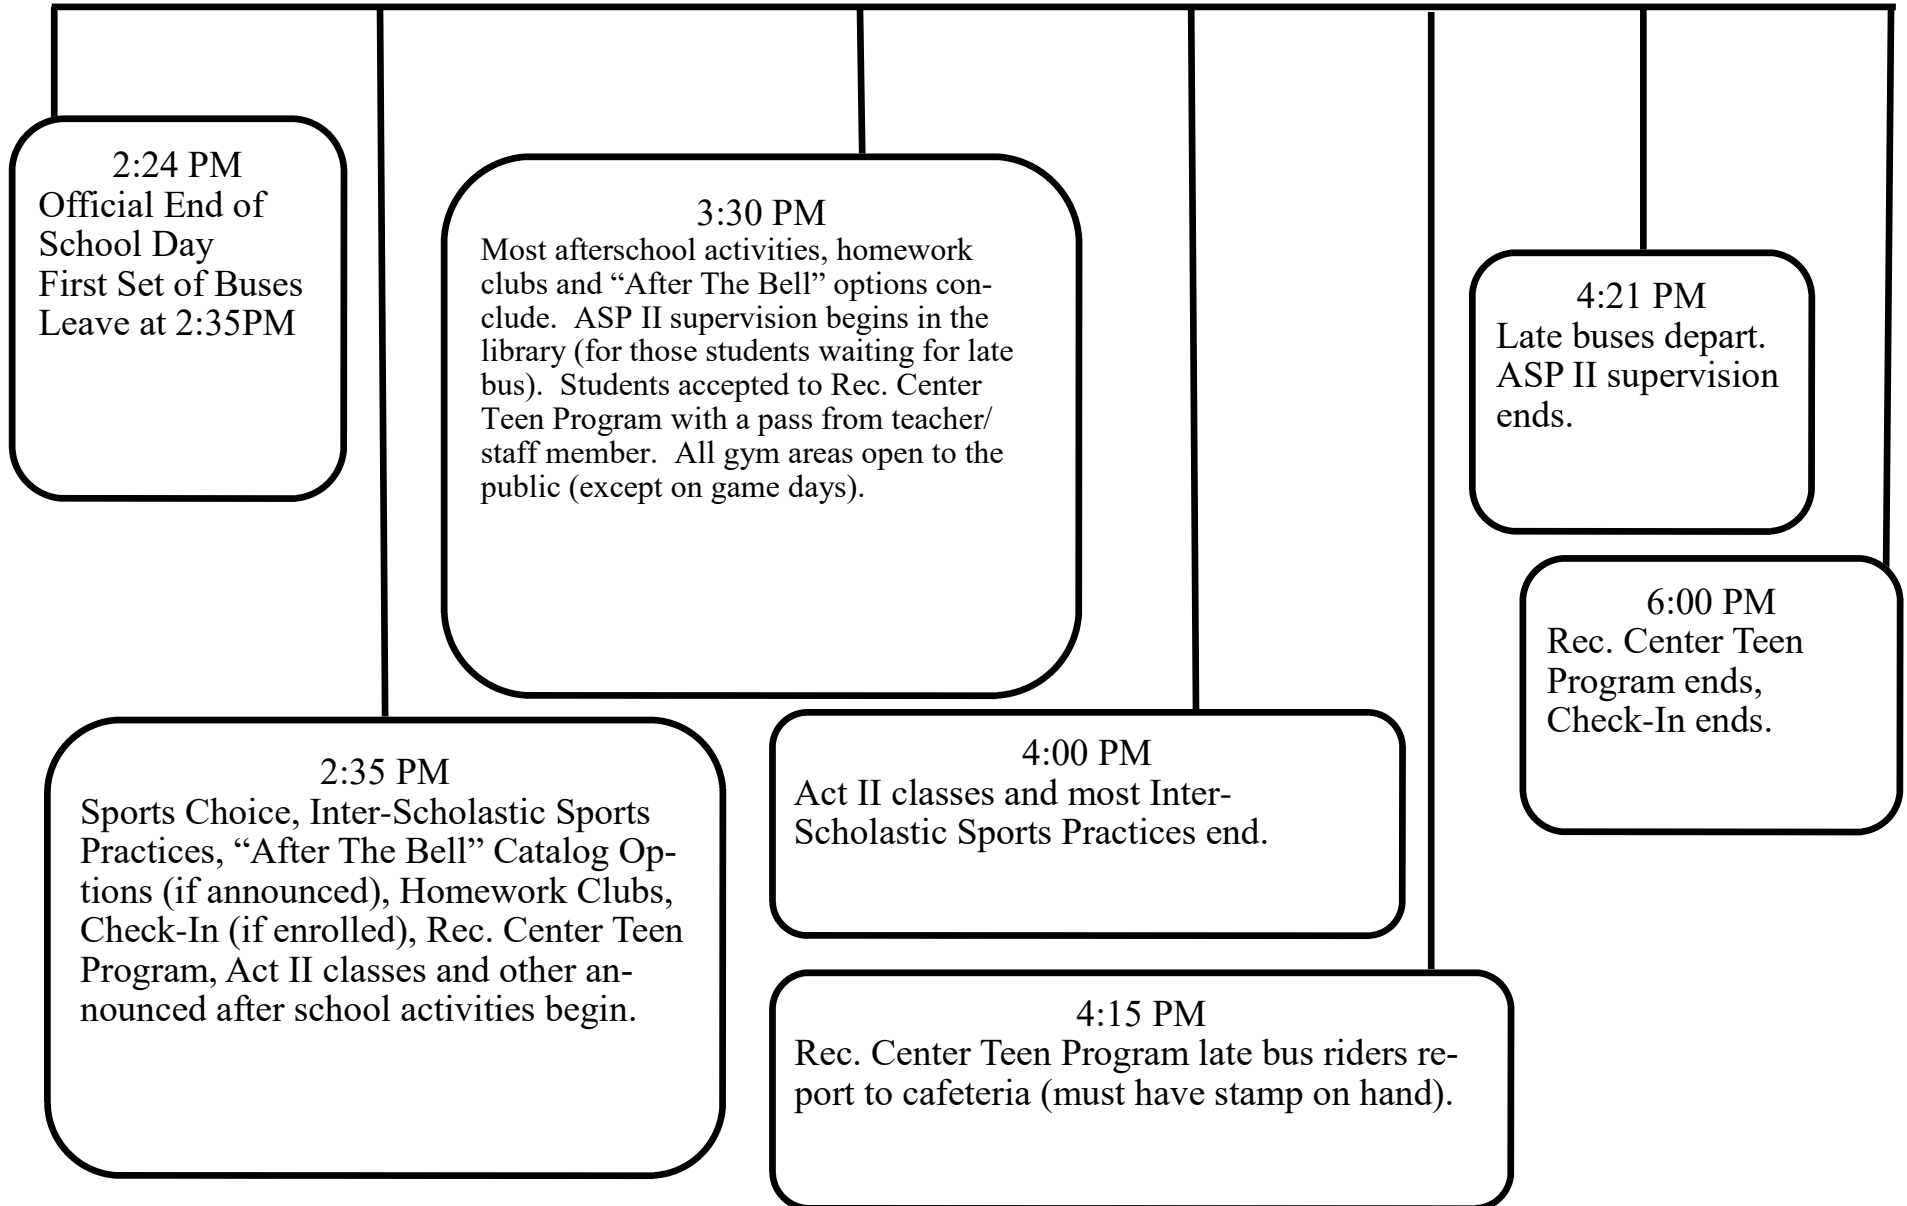 2:24 PM
Official End of
School Day
First Set of Buses
Leave at 2:35PM
2:35 PM
Sports Choice, Inter-Scholastic Sports
Practices, “After The Bell” Catalog Op-
tions (if announced), Homework Clubs,
Check-In (if enrolled), Rec. Center Teen
Program, Act II classes and other an-
nounced after school activities begin.
3:30 PM
Most afterschool activities, homework
clubs and “After The Bell” options con-
clude.  ASP II supervision begins in the
library (for those students waiting for late
bus).  Students accepted to Rec. Center
Teen Program with a pass from teacher/
staff member.  All gym areas open to the
public (except on game days).
4:00 PM
Act II classes and most Inter-
Scholastic Sports Practices end.
4:15 PM
Rec. Center Teen Program late bus riders re-
port to cafeteria (must have stamp on hand).
4:21 PM
Late buses depart.
ASP II supervision
ends.
6:00 PM
Rec. Center Teen
Program ends,
Check-In ends.